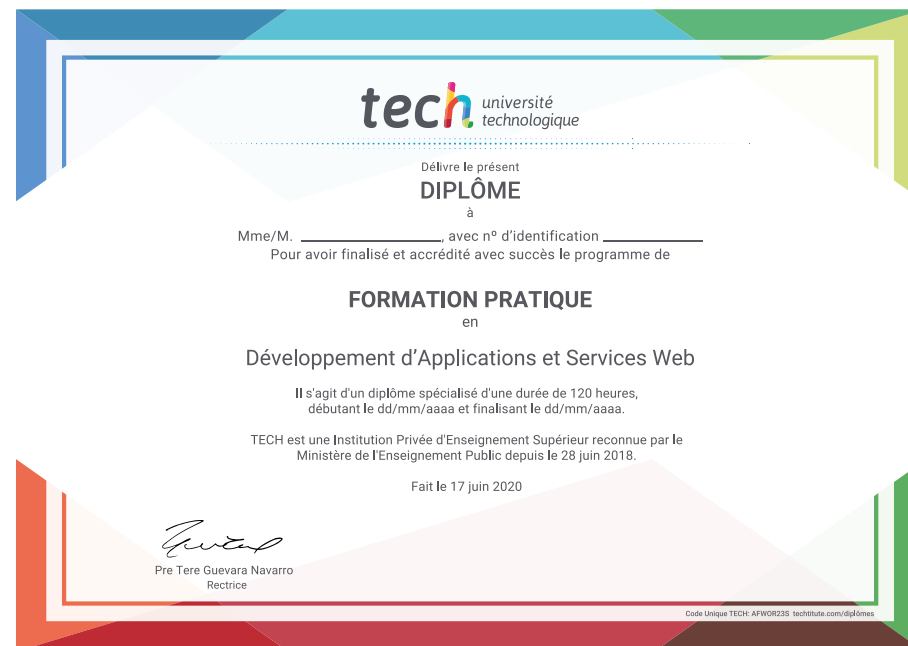 tech université
technologique
Délivre le présent
DIPLÔME
à
Mme/M. ____________________, avec nº d'identification ______________
Pour avoir finalisé et accrédité avec succès le programme de
FORMATION PRATIQUE
en
Développement d'Applications et Services Web
Il s'agit d'un diplôme spécialisé d'une durée de 120 heures,
débutant le dd/mm/aaaa et finalisant le dd/mm/aaaa.
TECH est une Institution Privée d'Enseignement Supérieur reconnue par le
Ministère de l'Enseignement Public depuis le 28 juin 2018.
Fait le 17 juin 2020
Pre Tere Guevara Navarro
Rectrice
Code Unique TECH: AFWOR23S techtitute.com/diplômes